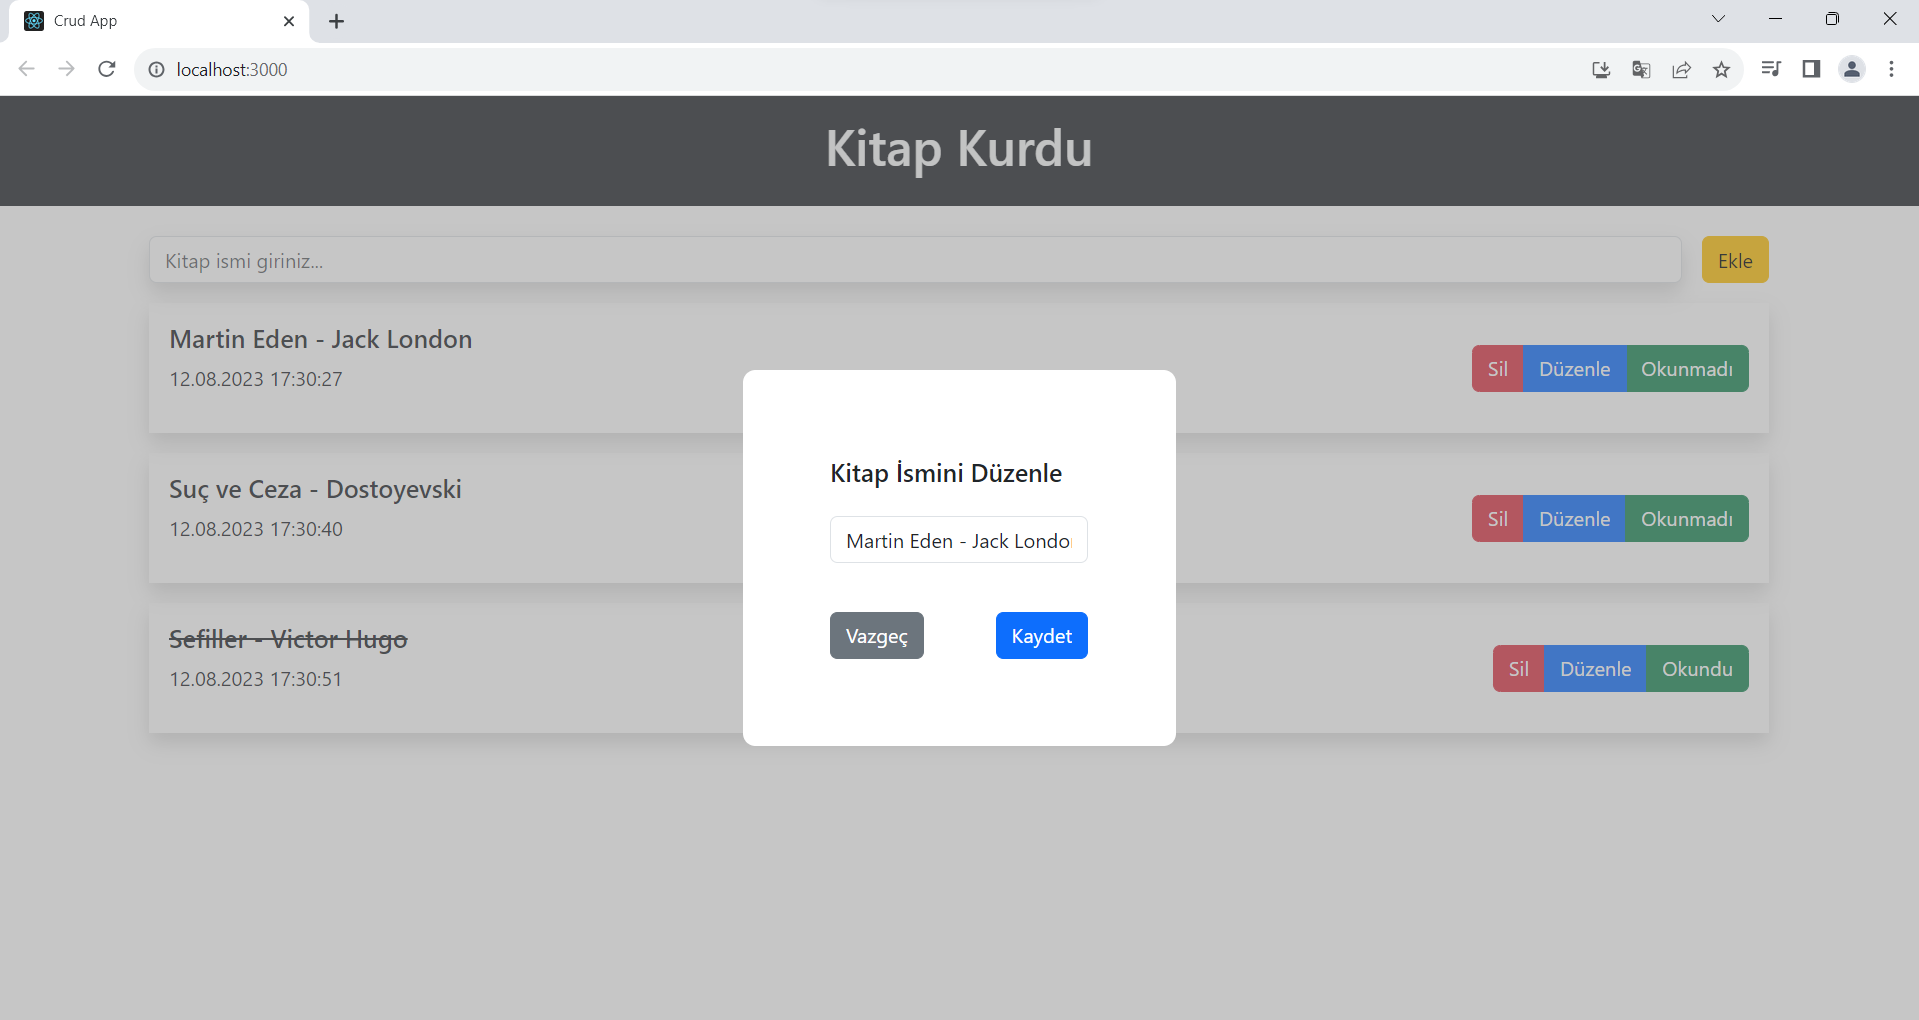 Crud App
localhost:3000
Kitap Kurdu
Kitap ismi giriniz...
Ekle
Martin Eden - Jack London
12.08.2023 17:30:27
Sil Düzenle Okunmadı
Suç ve Ceza - Dostoyevski
12.08.2023 17:30:40
Sil Düzenle Okunmadı
Sefiller - Victor Hugo
12.08.2023 17:30:51
Sil Düzenle Okundu
Kitap İsmini Düzenle
Martin Eden - Jack Londo
Vazgeç
Kaydet